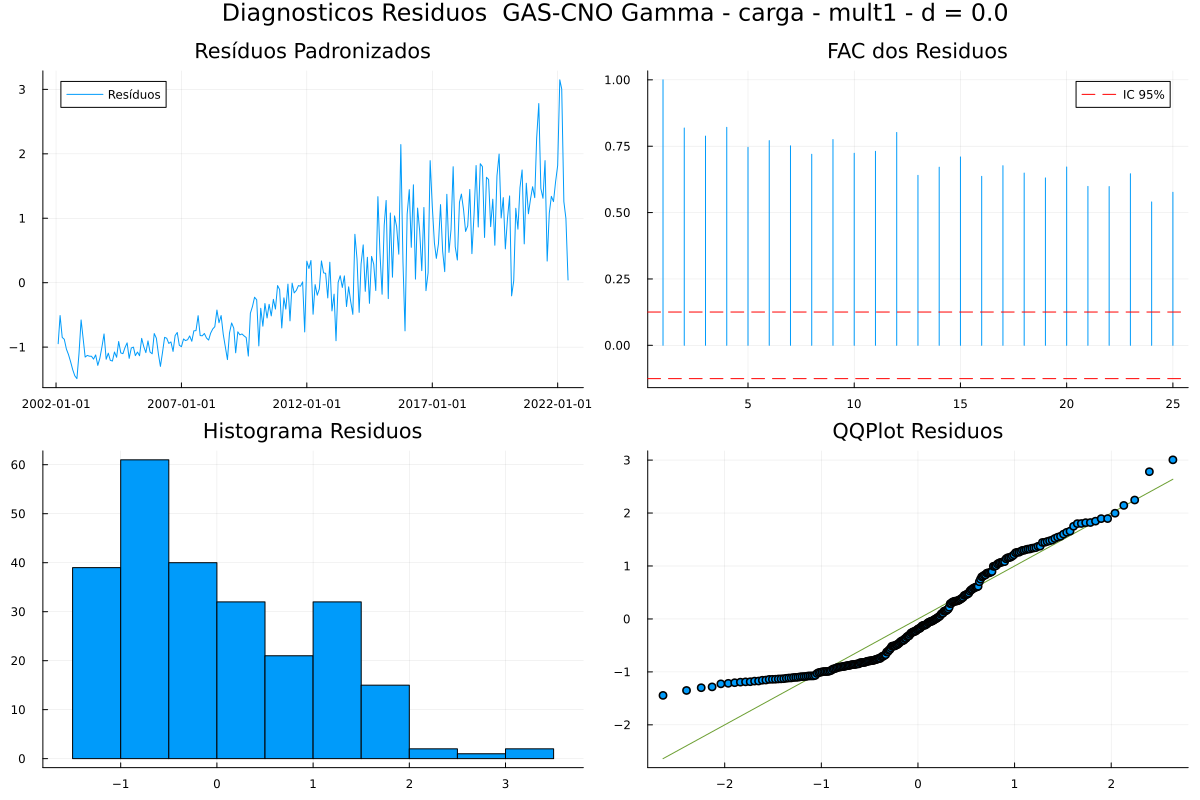 Diagnosticos Residuos  GAS-CNO Gamma - carga - mult1 - d = 0.0
Resíduos Padronizados
Resíduos
3
2
1
0
−1
2002-01-01 2007-01-01 2012-01-01 2017-01-01 2022-01-01
FAC dos Residuos
IC 95%
1.00
0.75
0.50
0.25
0.00
5 10 15 20 25
Histograma Residuos
60
50
40
30
20
10
0
−1 0 1 2 3
QQPlot Residuos
3
2
1
0
−1
−2
−2 −1 0 1 2